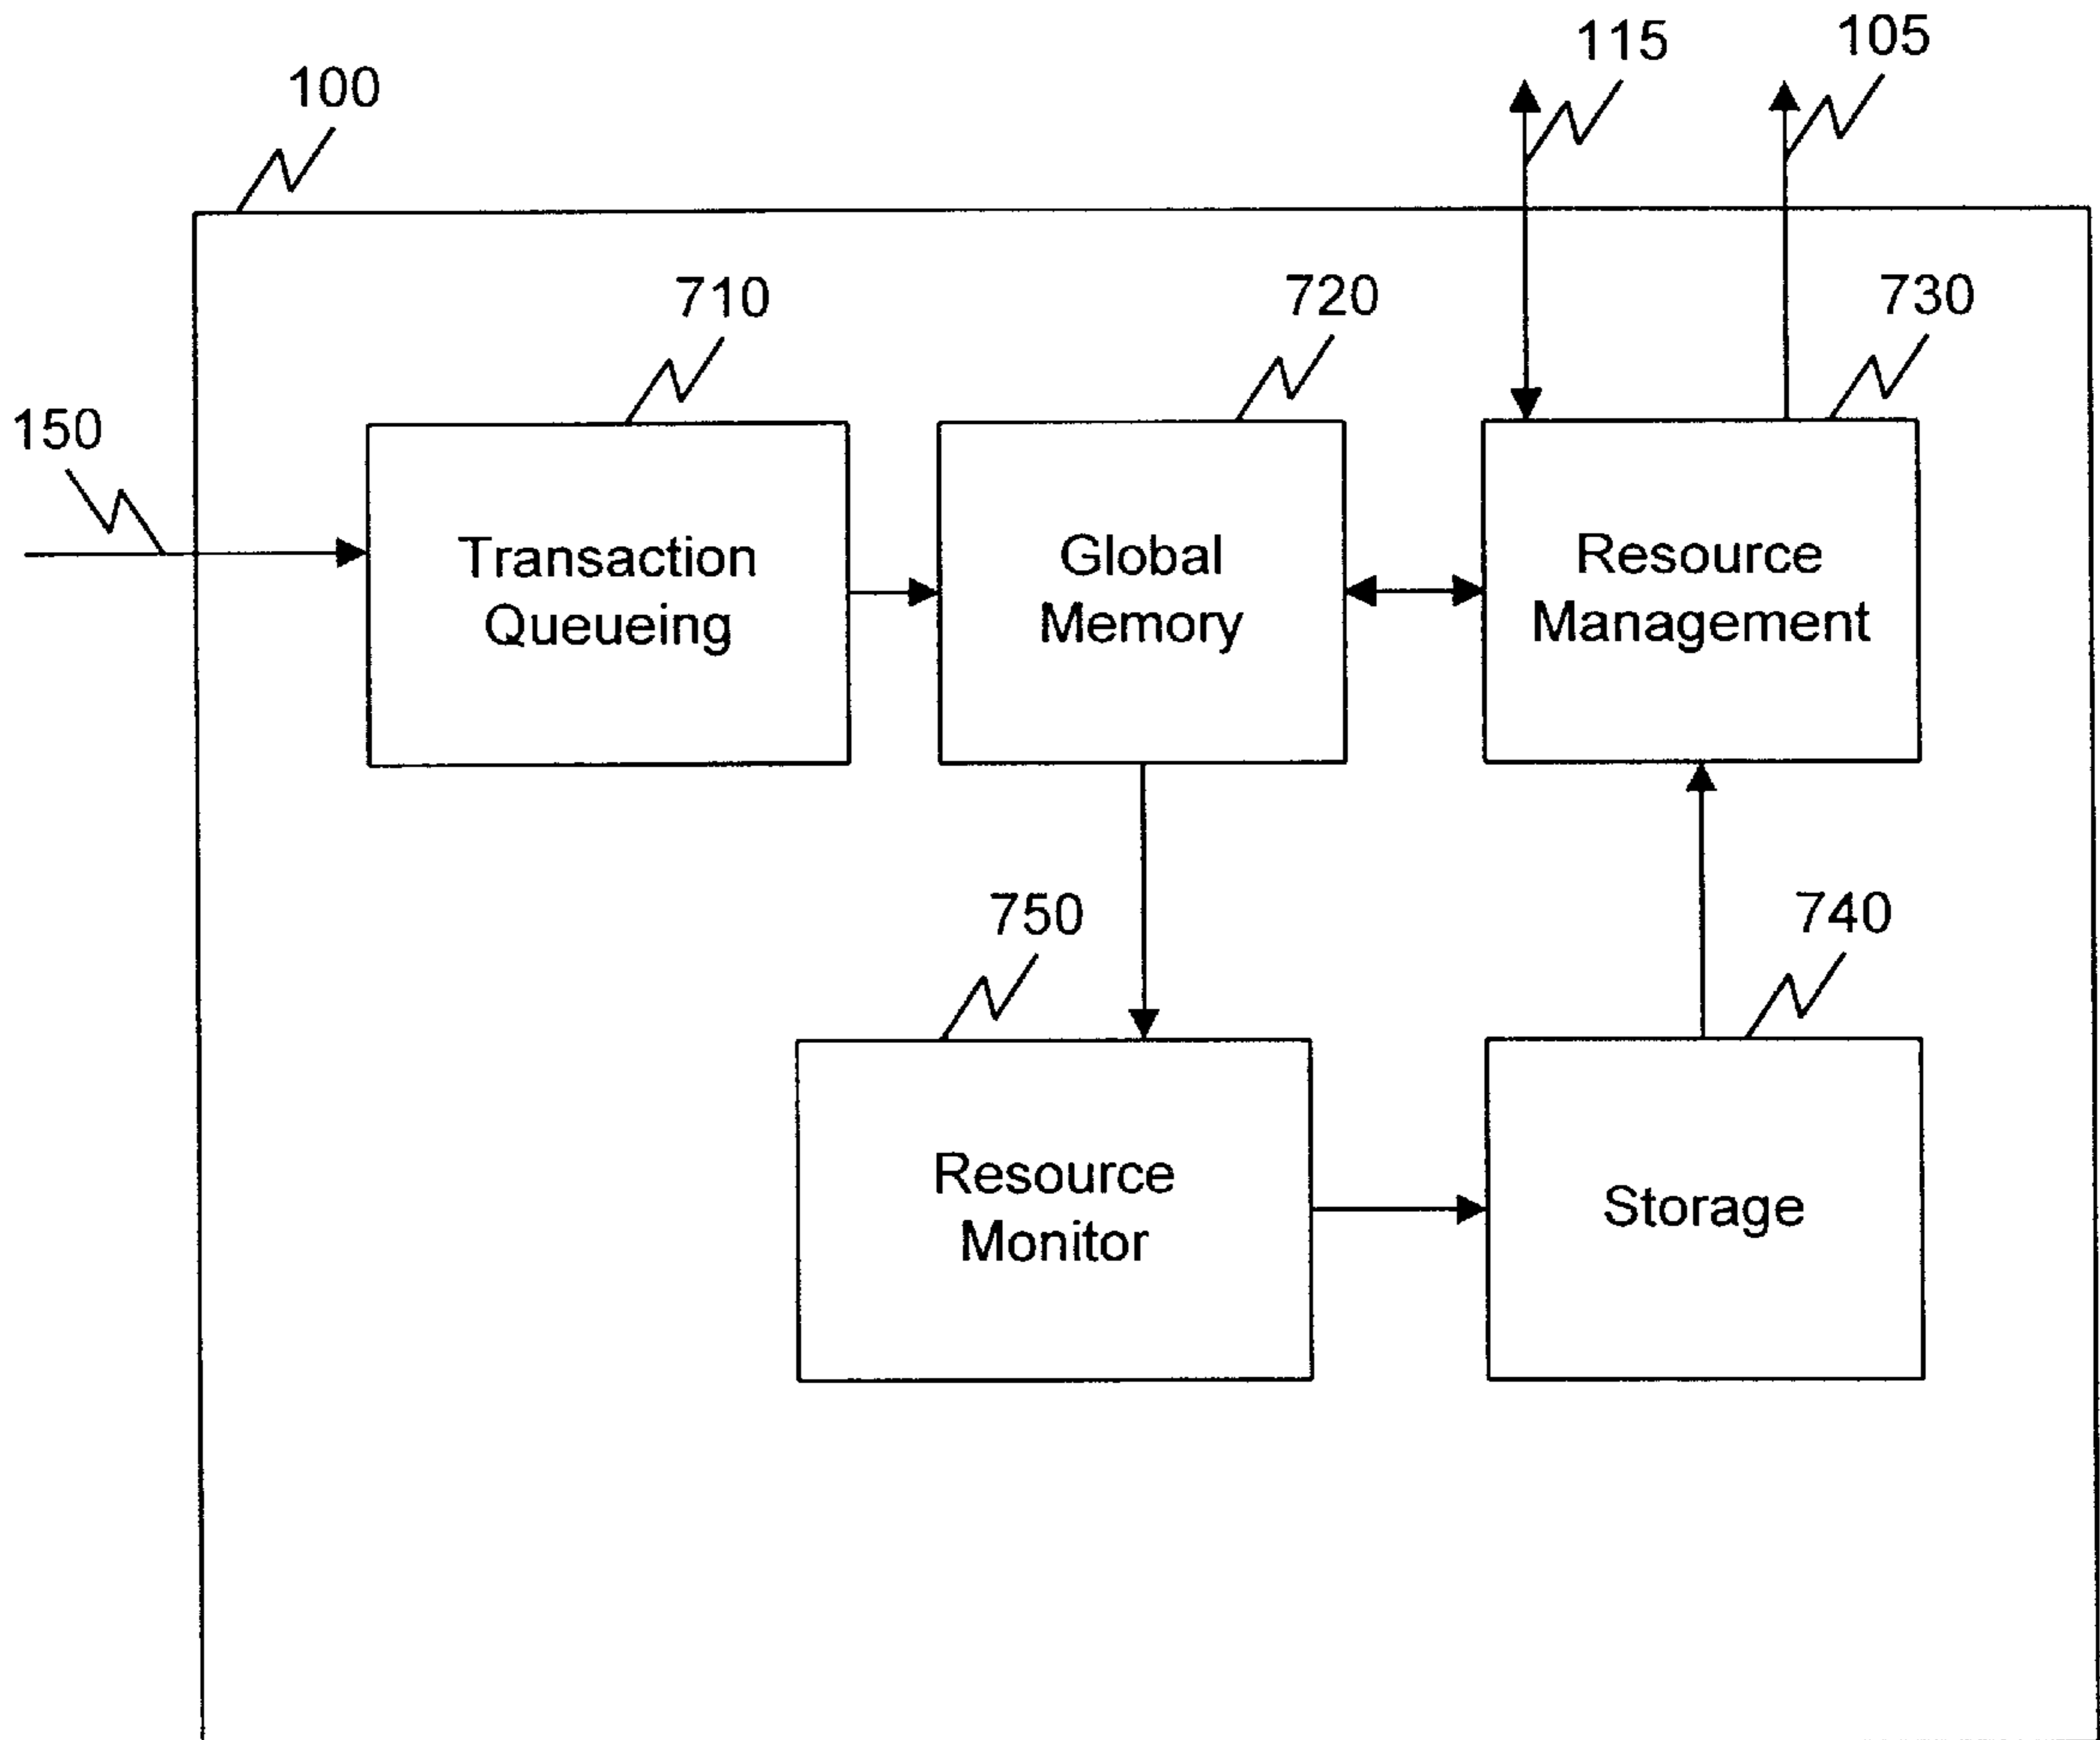 115
105
100
710
720
730
150
Transaction
Queueing
Global
Memory
Resource
Management
750
740
Resource
Monitor
Storage